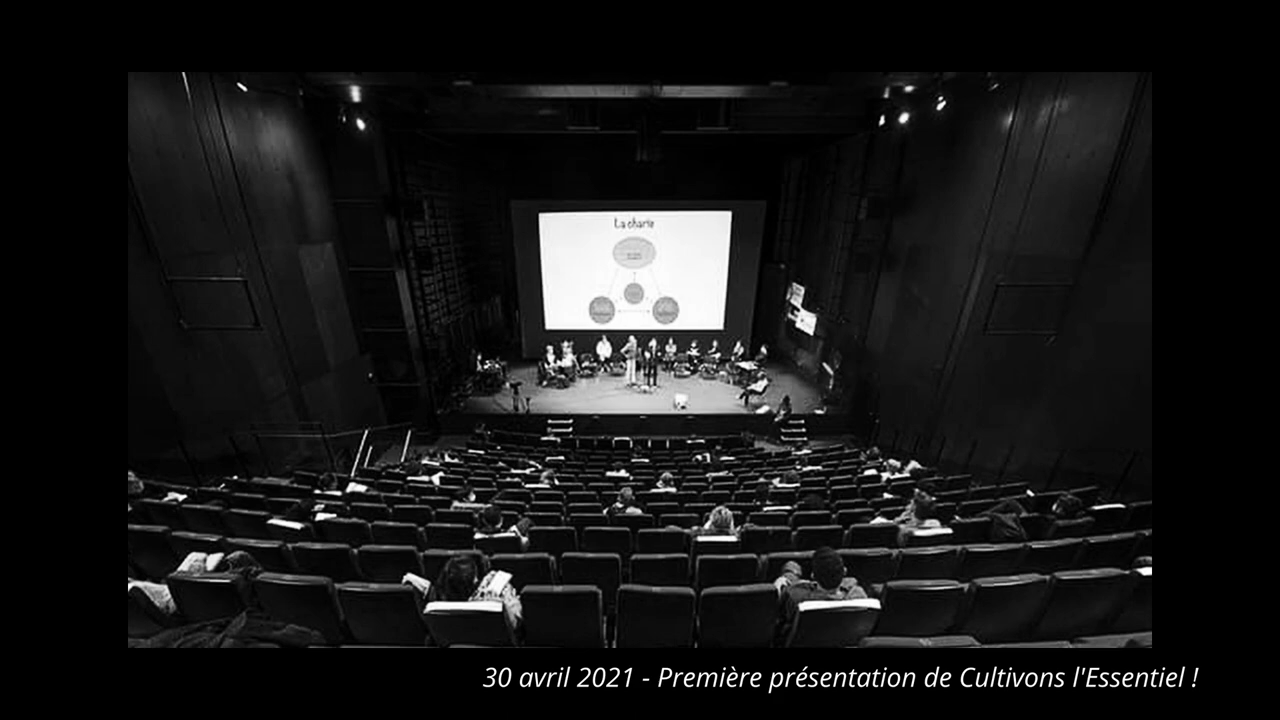 La charte
30 avril 2021 - Première présentation de Cultivons l'Essentiel !